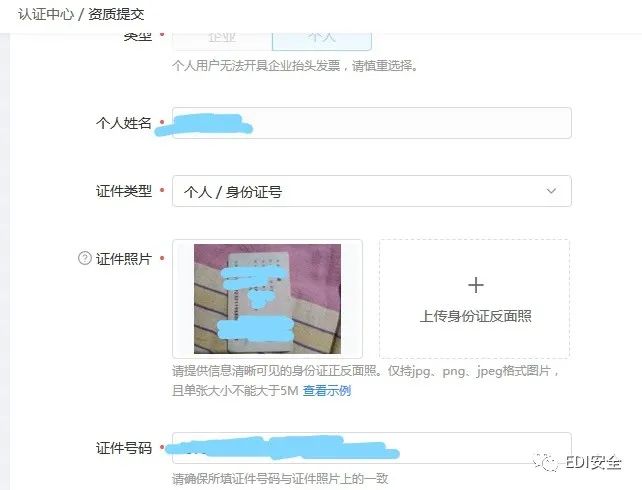 认证中心 / 资质提交
类型 企业 个人
个人用户无法开具企业抬头发票，请慎重选择。
个人姓名
证件类型 个人 / 身份证号
? 证件照片
+
上传身份证反面照
请提供信息清晰可见的身份证正反面照。仅持jpg、png、jpeg格式图片，
且单张大小不能大于5M 查看示例
证件号码
请确保所填证件号码与证件照片上的一致
EDI安全